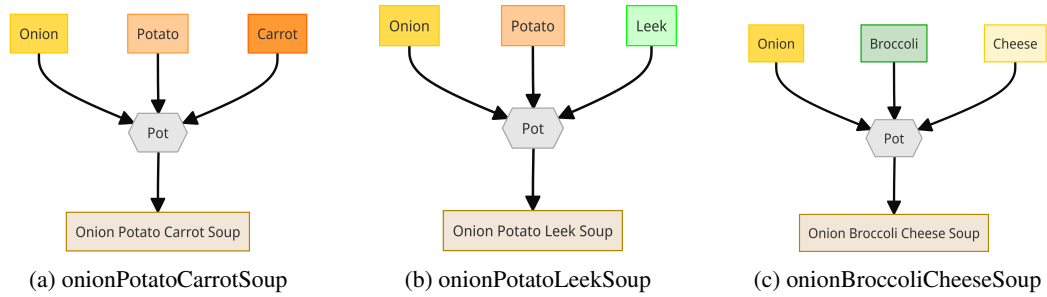 Onion Potato Carrot
Pot
Onion Potato Carrot Soup
(a) onionPotatoCarrotSoup
Onion Potato Leek
Pot
Onion Potato Leek Soup
(b) onionPotatoLeekSoup
Onion Broccoli Cheese
Pot
Onion Broccoli Cheese Soup
(c) onionBroccoliCheeseSoup